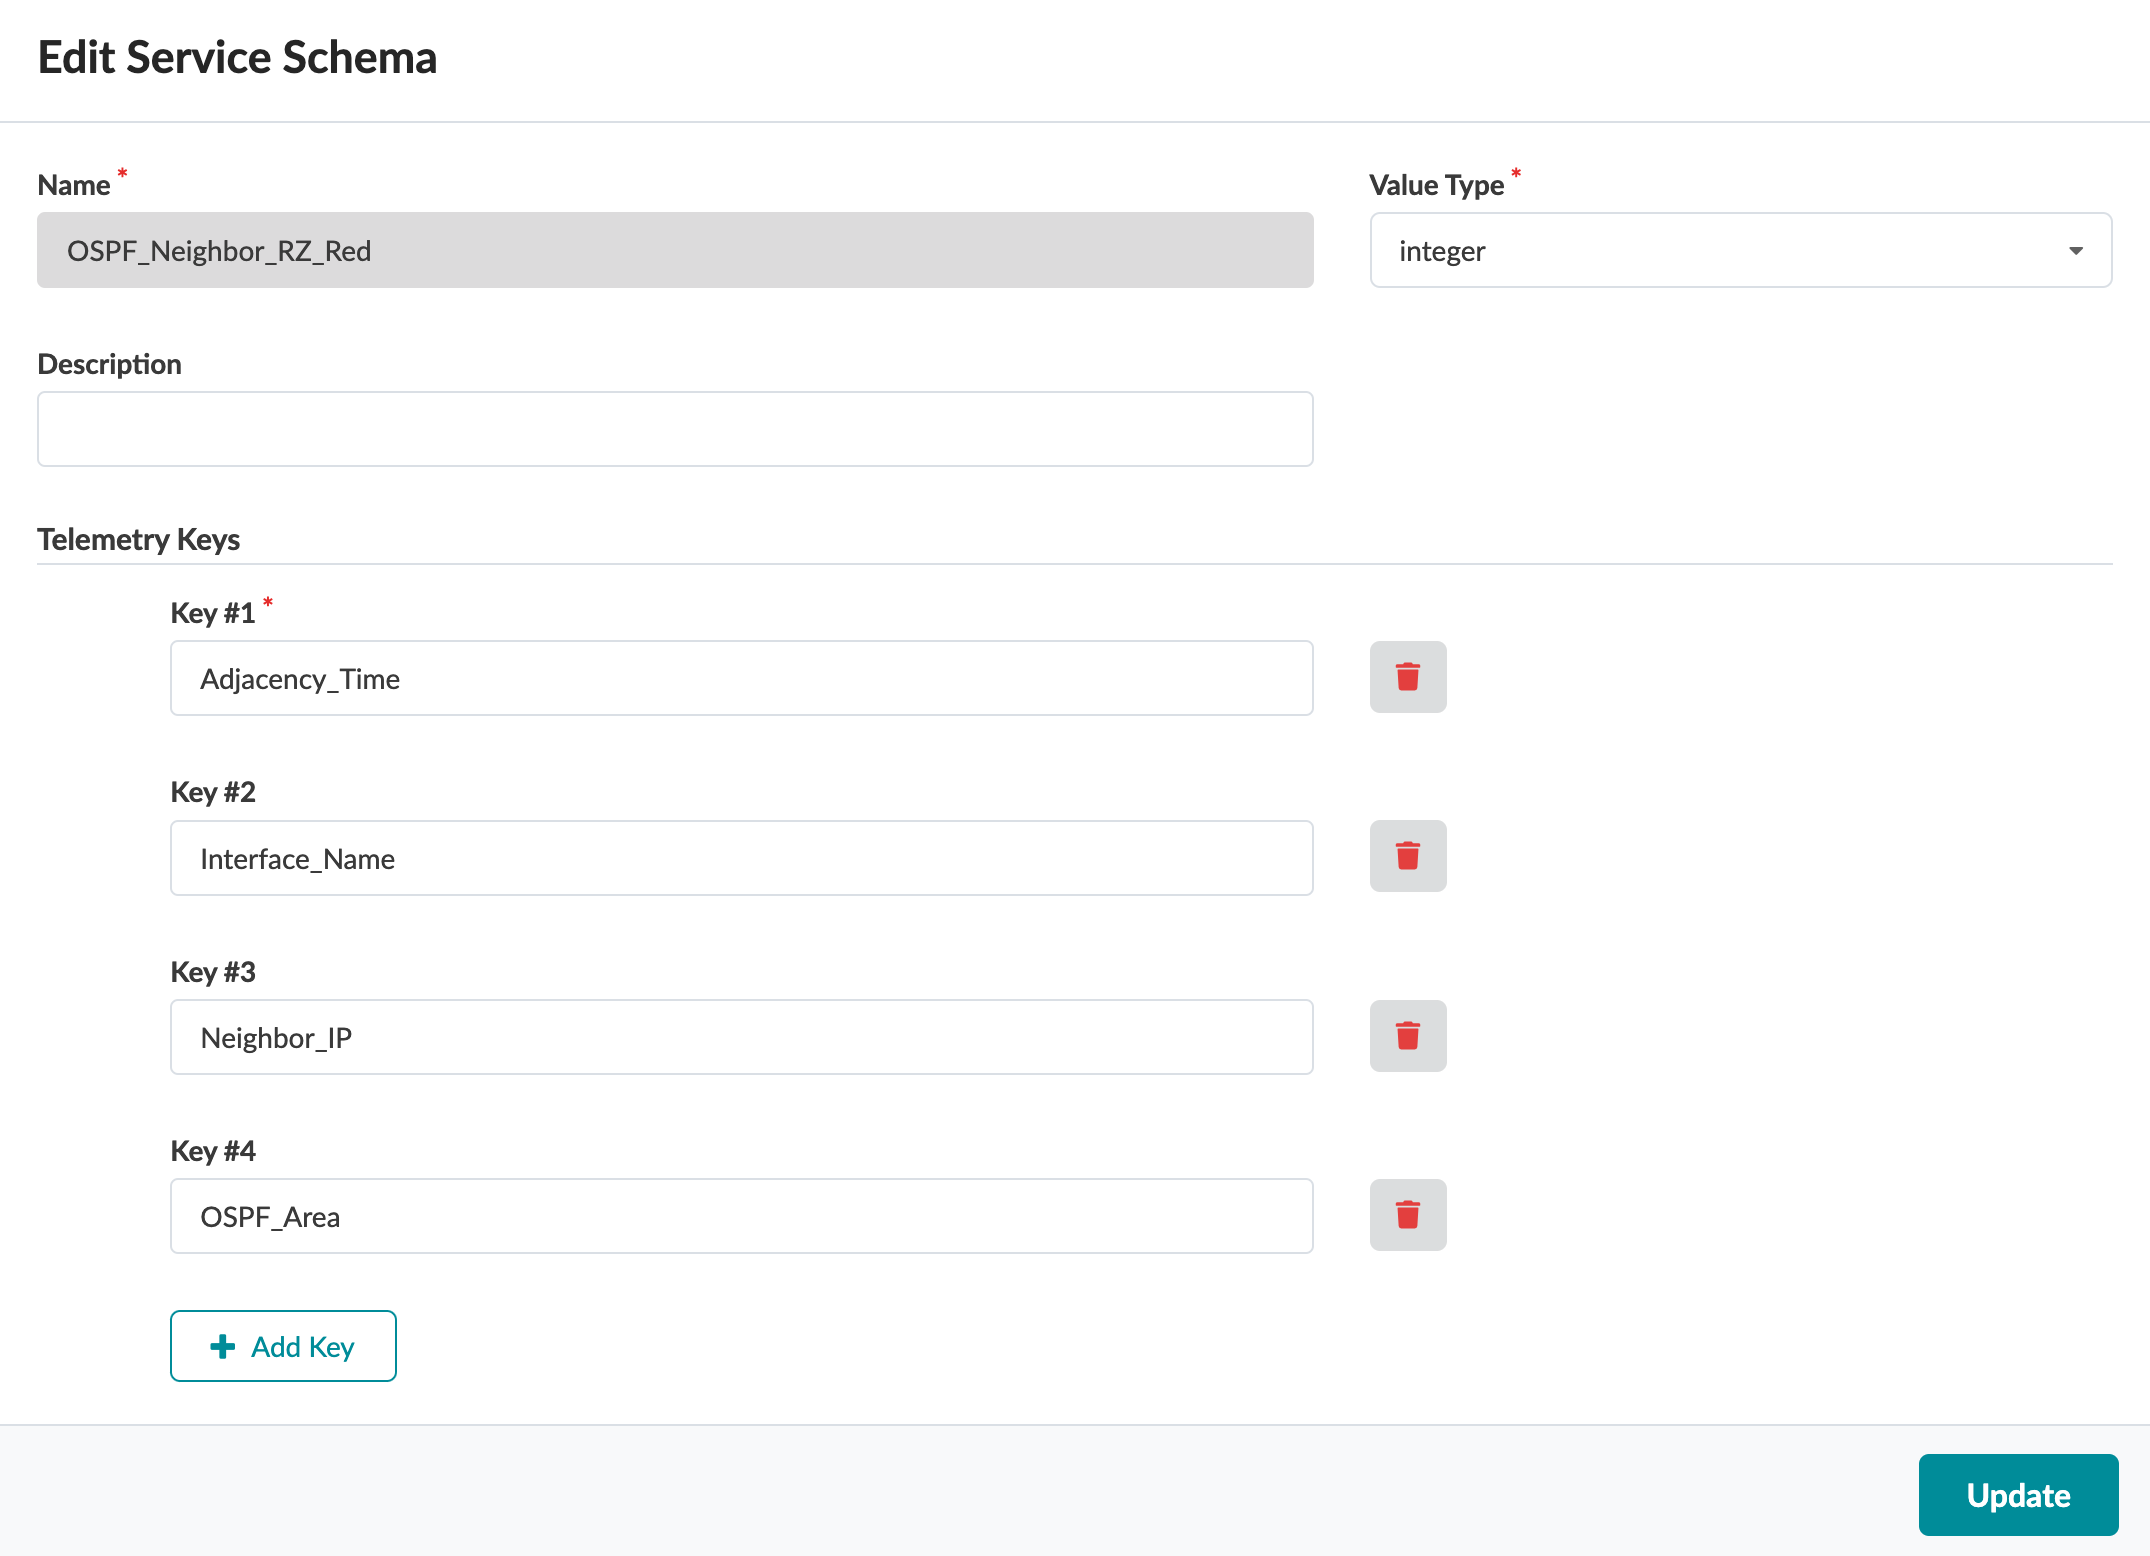 Edit Service Schema
Name *
Value Type *
OSPF_Neighbor_RZ_Red
integer
Description
Telemetry Keys
Key #1 *
Adjacency_Time
Key #2
Interface_Name
Key #3
Neighbor_IP
Key #4
OSPF_Area
Add Key
Update